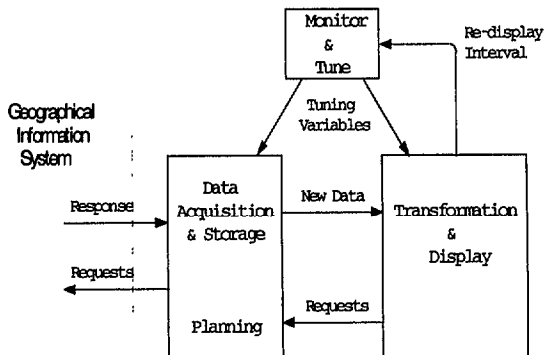 Monitor
&
Tune
Re-display
Interval
Tuning
Variables
Geographical
Information
System
Response
Requests
Data
Acquisition
& Storage
Planning
New Data
Requests
Transformation
&
Display